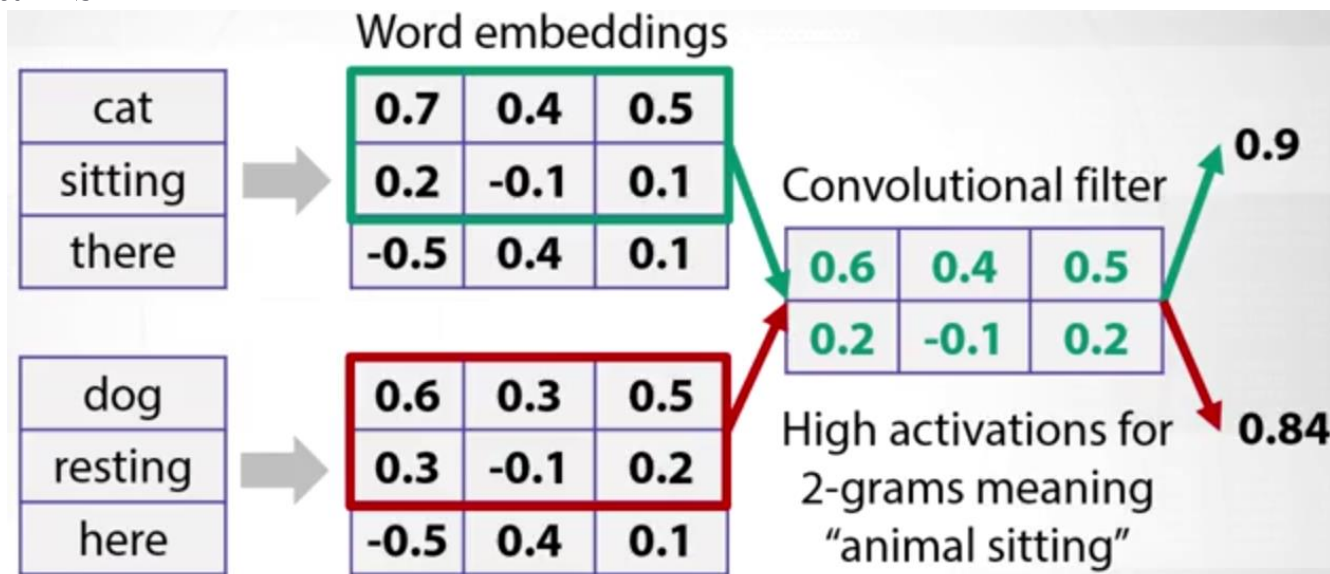 Word embeddings
cat 0.7 0.4 0.5
sitting 0.2 -0.1 0.1
there -0.5 0.4 0.1
dog 0.6 0.3 0.5
resting 0.3 -0.1 0.2
here -0.5 0.4 0.1
Convolutional filter
0.6 0.4 0.5
0.2 -0.1 0.2
High activations for
2-grams meaning
“animal sitting”
0.9
0.84